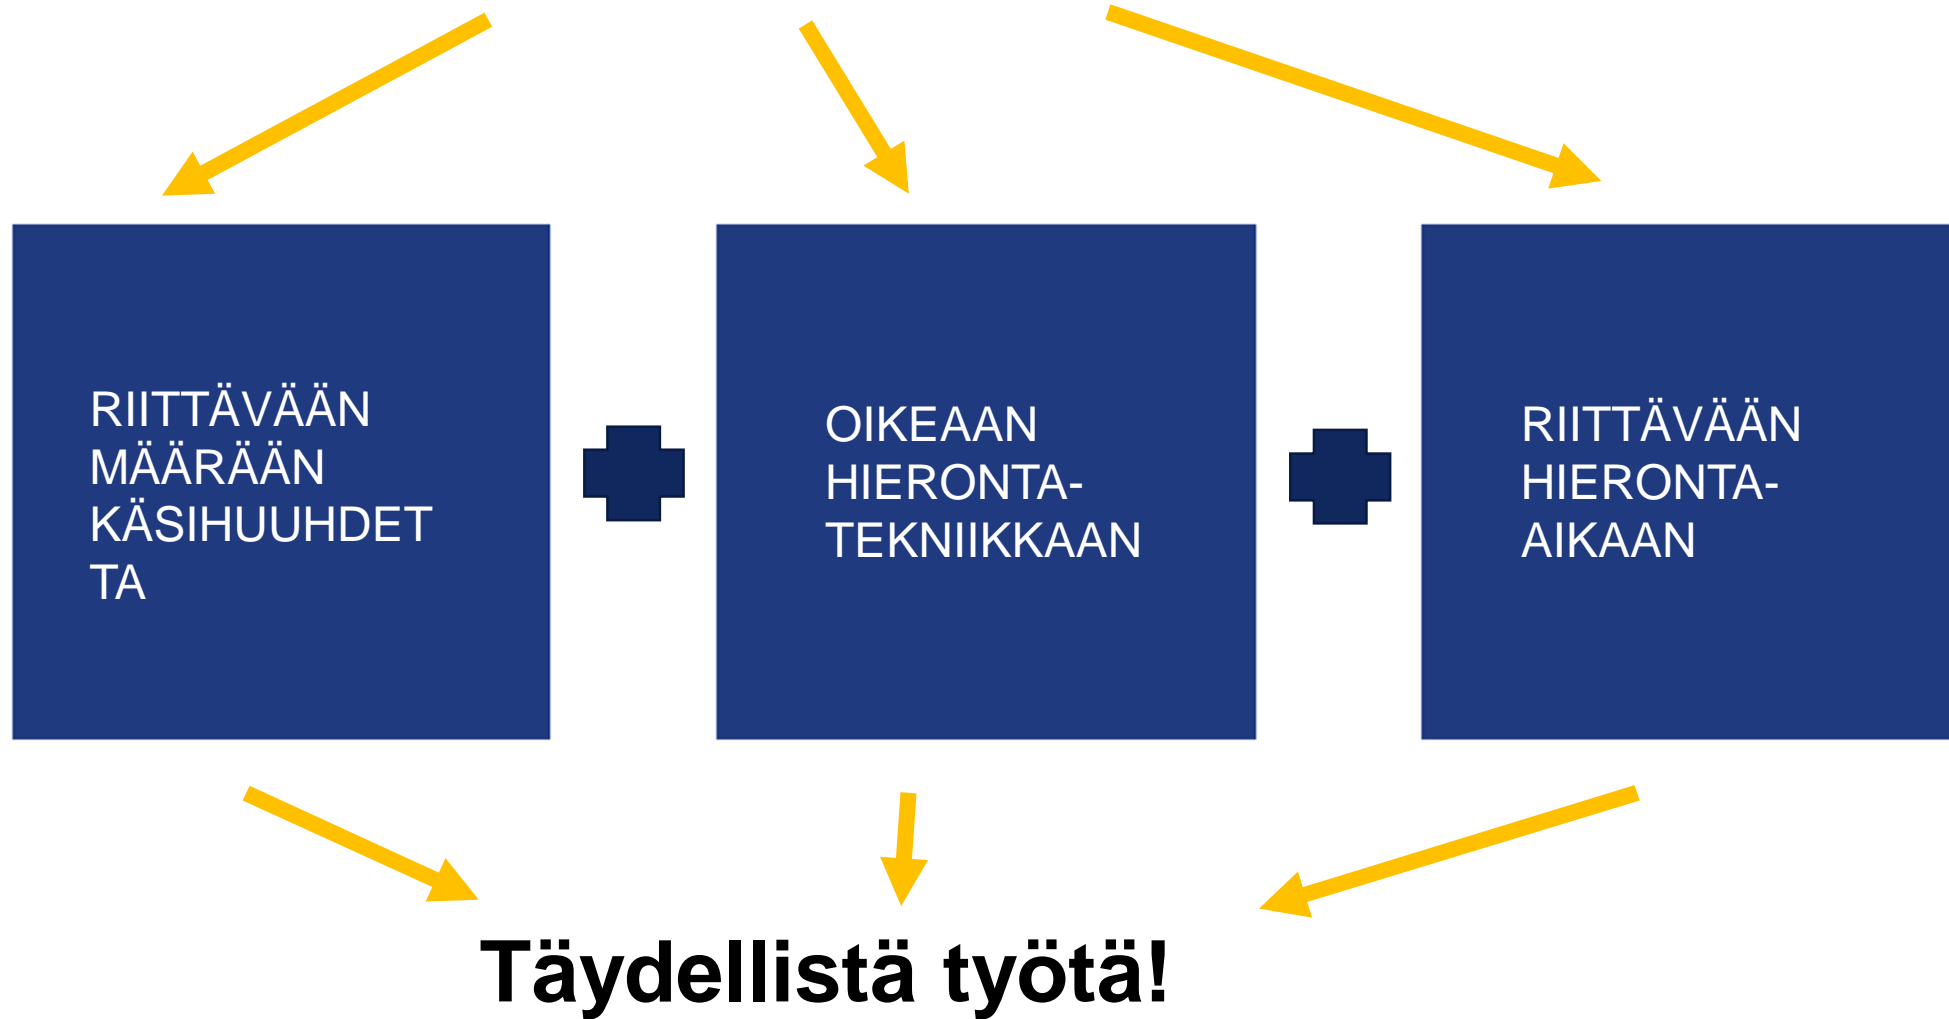 RIITTÄVÄÄN
MÄÄRÄÄN
KÄSIHUUHDET
TA
OIKEAAN
HIERONTA-
TEKNIIKKAAN
RIITTÄVÄÄN
HIERONTA-
AIKAAN
Täydellistä työtä!